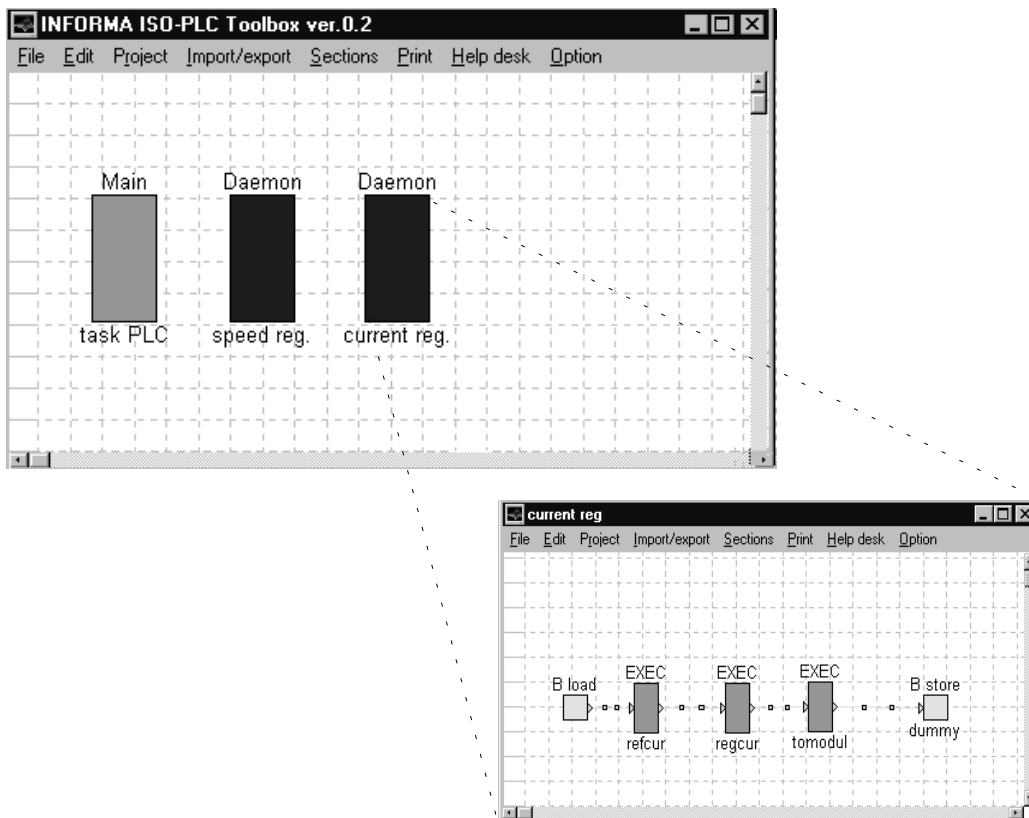 INFORMA ISO-PLC Toolbox ver.0.2
File Edit Project Import/export Sections Print Help desk Option
Main Daemon Daemon
task PLC speed reg. current reg.
current reg
File Edit Project Import/export Sections Print Help desk Option
EXEC EXEC EXEC
B load B store
refcur regcur tomodul dummy